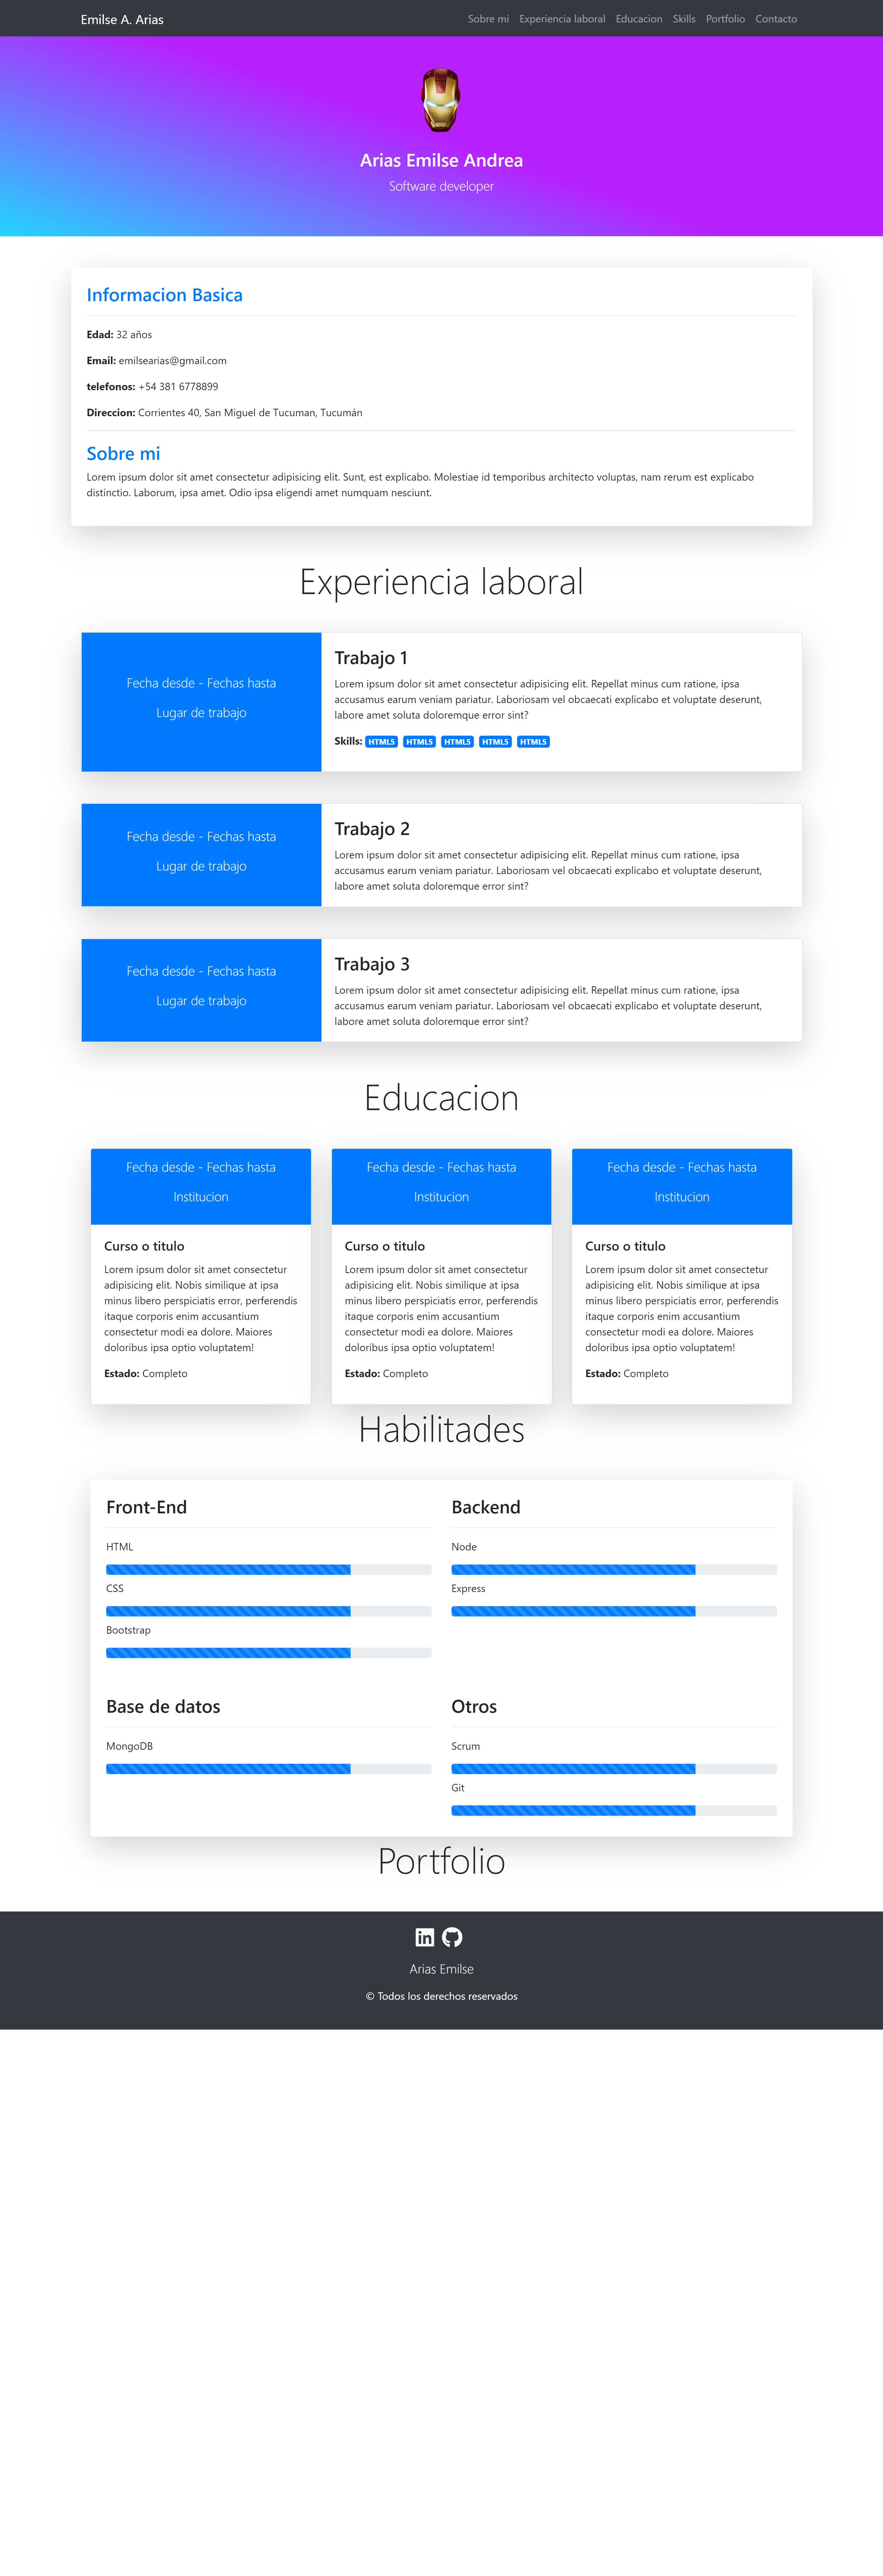 Emilse A. Arias
Sobre mi Experiencia laboral Educacion Skills Portfolio Contacto
Arias Emilse Andrea
Software developer
Informacion Basica
Edad: 32 años
Email: emilsearias@gmail.com
telefonos: +54 381 6778899
Direccion: Corrientes 40, San Miguel de Tucuman, Tucumán
Sobre mi
Lorem ipsum dolor sit amet consectetur adipisicing elit. Sunt, est explicabo. Molestiae id temporibus architecto voluptas, nam rerum est explicabo
distinctio. Laborum, ipsa amet. Odio ipsa eligendi amet numquam nesciunt.
Experiencia laboral
Fecha desde - Fechas hasta
Lugar de trabajo
Trabajo 1
Lorem ipsum dolor sit amet consectetur adipisicing elit. Repellat minus cum ratione, ipsa
accusamus earum veniam pariatur. Laboriosam vel obcaecati explicabo et voluptate deserunt,
labore amet soluta doloremque error sint?
Skills: HTML5 HTML5 HTML5 HTML5 HTML5
Fecha desde - Fechas hasta
Lugar de trabajo
Trabajo 2
Lorem ipsum dolor sit amet consectetur adipisicing elit. Repellat minus cum ratione, ipsa
accusamus earum veniam pariatur. Laboriosam vel obcaecati explicabo et voluptate deserunt,
labore amet soluta doloremque error sint?
Fecha desde - Fechas hasta
Lugar de trabajo
Trabajo 3
Lorem ipsum dolor sit amet consectetur adipisicing elit. Repellat minus cum ratione, ipsa
accusamus earum veniam pariatur. Laboriosam vel obcaecati explicabo et voluptate deserunt,
labore amet soluta doloremque error sint?
Educacion
Fecha desde - Fechas hasta
Institucion
Curso o titulo
Lorem ipsum dolor sit amet consectetur
adipisicing elit. Nobis similique at ipsa
minus libero perspiciatis error, perferendis
itaque corporis enim accusantium
consectetur modi ea dolore. Maiores
doloribus ipsa optio voluptatem!
Estado: Completo
Fecha desde - Fechas hasta
Institucion
Curso o titulo
Lorem ipsum dolor sit amet consectetur
adipisicing elit. Nobis similique at ipsa
minus libero perspiciatis error, perferendis
itaque corporis enim accusantium
consectetur modi ea dolore. Maiores
doloribus ipsa optio voluptatem!
Estado: Completo
Fecha desde - Fechas hasta
Institucion
Curso o titulo
Lorem ipsum dolor sit amet consectetur
adipisicing elit. Nobis similique at ipsa
minus libero perspiciatis error, perferendis
itaque corporis enim accusantium
consectetur modi ea dolore. Maiores
doloribus ipsa optio voluptatem!
Estado: Completo
Habilitades
Front-End
HTML
CSS
Bootstrap
Backend
Node
Express
Base de datos
MongoDB
Otros
Scrum
Git
Portfolio
in
Arias Emilse
© Todos los derechos reservados